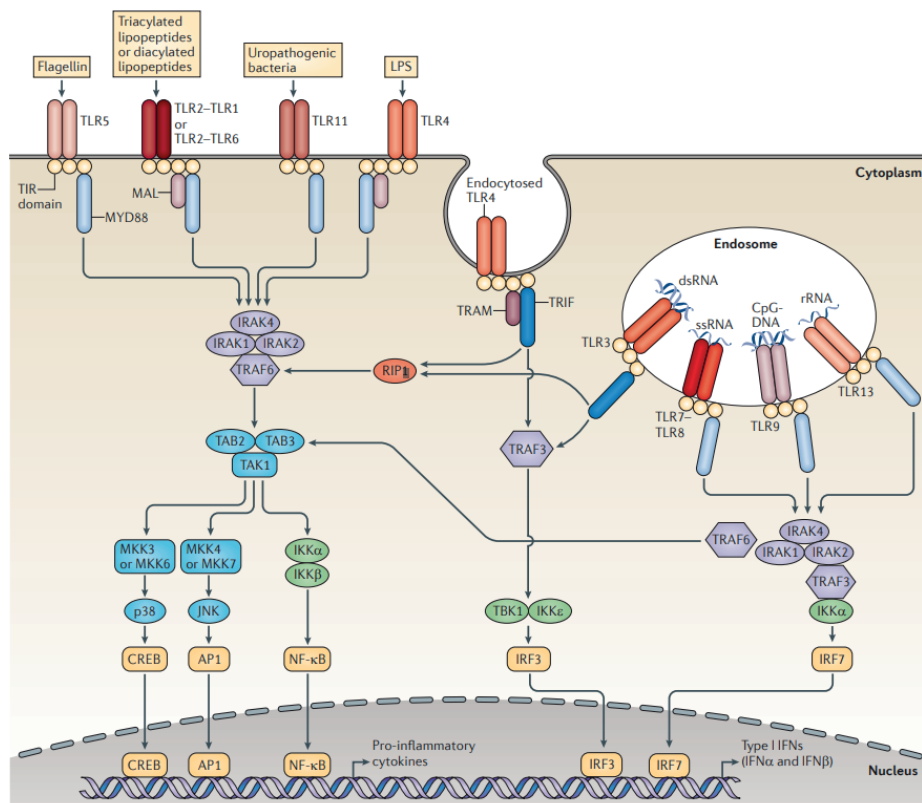 Triacylated
lipopeptides
or diacylated
lipopeptides
Flagellin
Uropathogenic
bacteria
LPS
TLR5
TLR2–TLR1
or
TLR2–TLR6
TLR11
TLR4
Cytoplasm
TIR
domain
MAL
MYD88
Endocytosed
TLR4
Endosome
dsRNA
ssRNA
CpG-
DNA
rRNA
TRAM
TRIF
TLR3
TLR7–
TLR8
TLR9
TLR13
IRAK4
IRAK1
IRAK2
TRAF6
RIP1
TAB2
TAB3
TAK1
TRAF3
TRAF6
IRAK4
IRAK1
IRAK2
TRAF3
IKKα
MKK3
or MKK6
MKK4
or MKK7
IKKα
IKKβ
p38
JNK
TBK1
IKKε
CREB
AP1
NF-κB
IRF3
IRF7
Pro-inflammatory
cytokines
Type I IFNs
(IFNα and IFNβ)
CREB
AP1
NF-κB
IRF3
IRF7
Nucleus